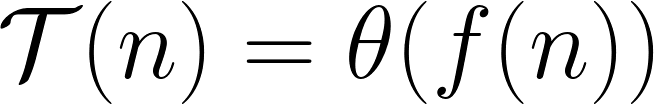 𝒯(n) = θ(f(n))